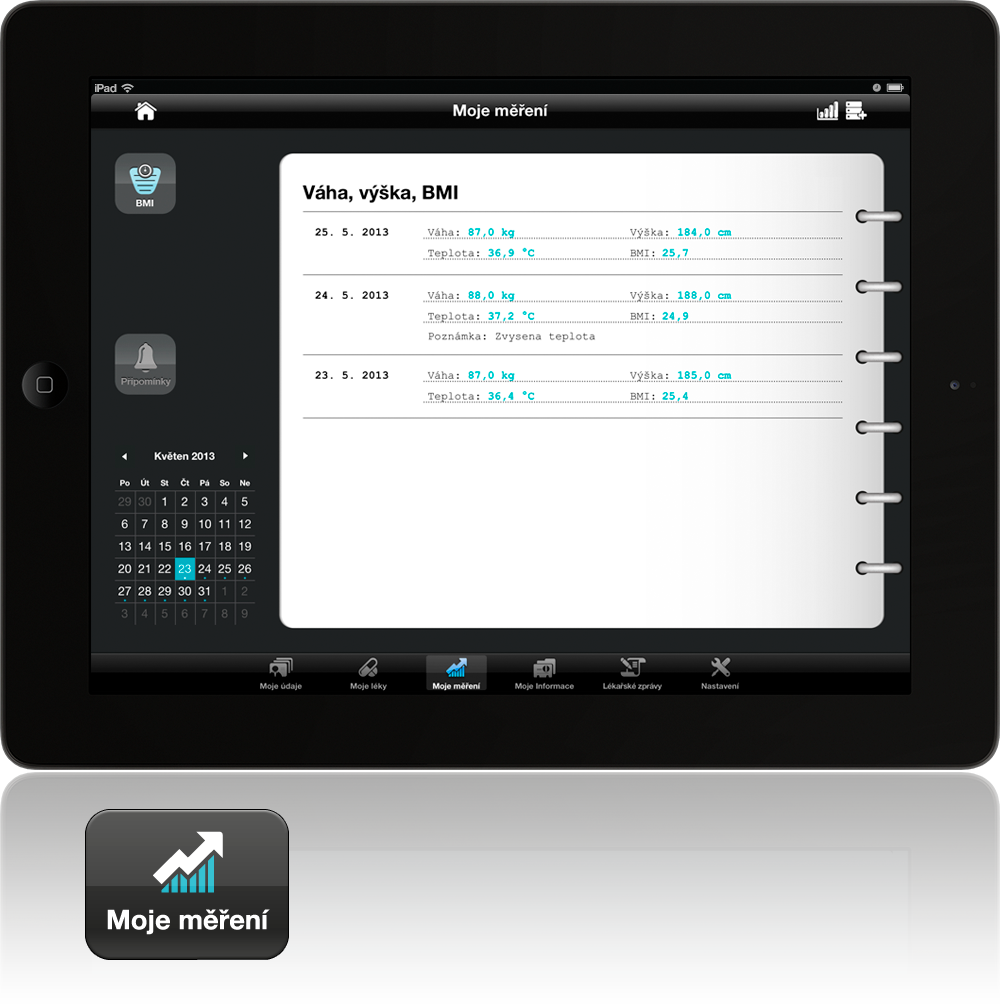 iPad
Moje měření
BMI
Připomínky
Květen 2013
Po Út St Čt Pá So Ne
29 30 1 2 3 4 5
6 7 8 9 10 11 12
13 14 15 16 17 18 19
20 21 22 23 24 25 26
27 28 29 30 31 1 2
3 4 5 6 7 8 9
Váha, výška, BMI
25. 5. 2013 Váha: 87,0 kg Výška: 184,0 cm
Teplota: 36,9 °C BMI: 25,7
24. 5. 2013 Váha: 88,0 kg Výška: 188,0 cm
Teplota: 37,2 °C BMI: 24,9
Poznámka: Zvysena teplota
23. 5. 2013 Váha: 87,0 kg Výška: 185,0 cm
Teplota: 36,4 °C BMI: 25,4
Moje údaje Moje léky Moje měření Moje Informace Lékařské zprávy Nastavení
Moje měření